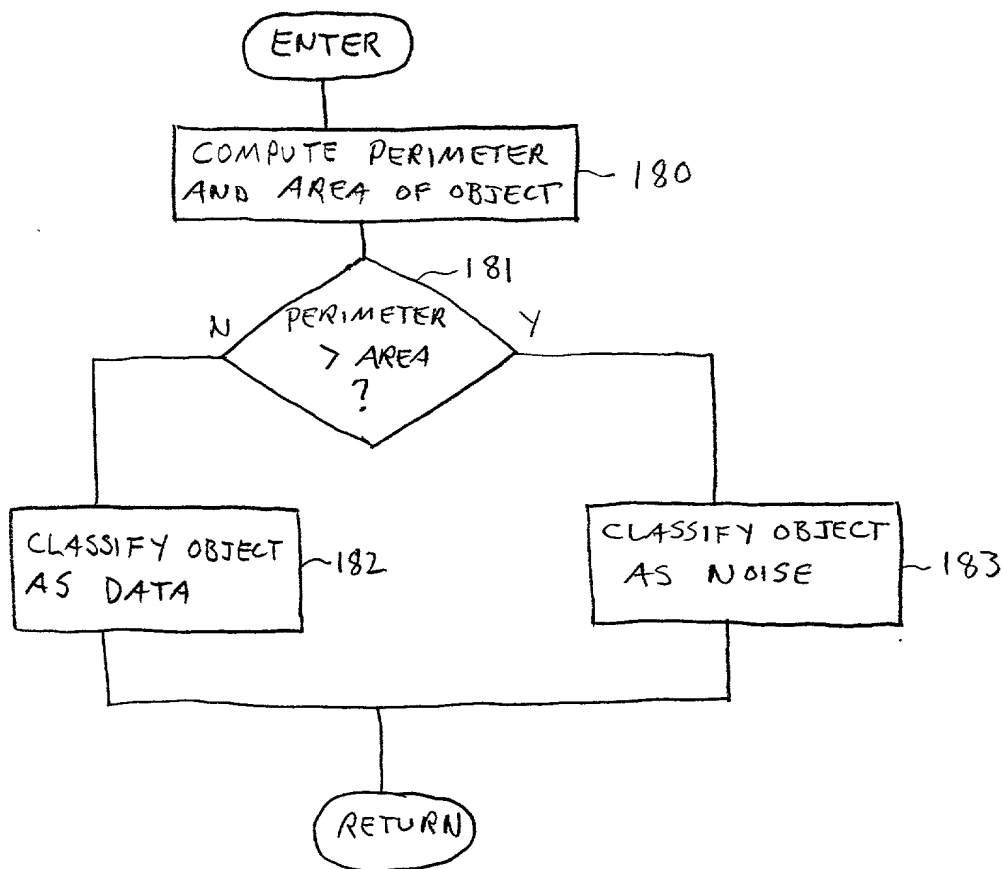 ENTER
COMPUTE PERIMETER
AND AREA OF OBJECT
180
181
N
PERIMETER
Y
> AREA
?
CLASSIFY OBJECT
AS DATA
182
CLASSIFY OBJECT
AS NOISE
183
RETURN